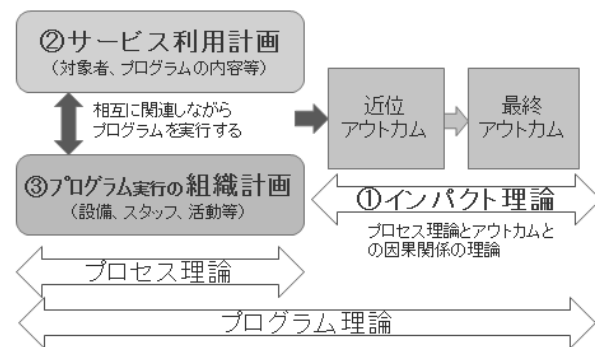 ②サービス利用計画
（対象者、プログラムの内容等）
相互に関連しながら
プログラムを実行する
③プログラム実行の組織計画
（設備、スタッフ、活動等）
近位
アウトカム
最終
アウトカム
①インパクト理論
プロセス理論とアウトカムと
の因果関係の理論
プロセス理論
プログラム理論